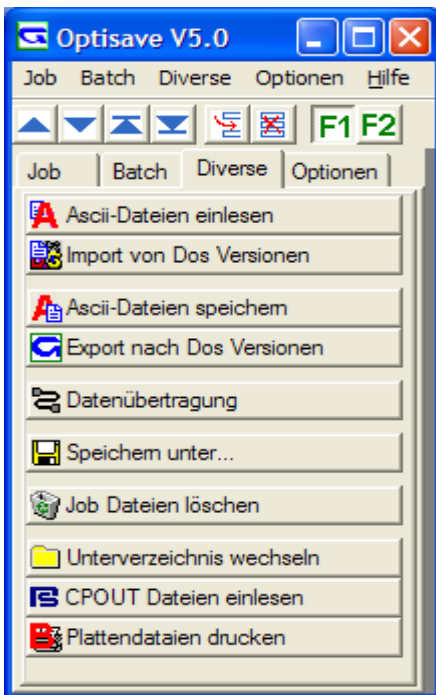 Optisave V5.0
Job Batch Diverse Optionen Hilfe
F1 F2
Job Batch Diverse Optionen
Ascii-Dateien einlesen
Import von Dos Versionen
Ascii-Dateien speichern
Export nach Dos Versionen
Datenübertragung
Speichern unter...
Job Dateien löschen
Unterverzeichnis wechseln
CPOUT Dateien einlesen
Plattendataien drucken